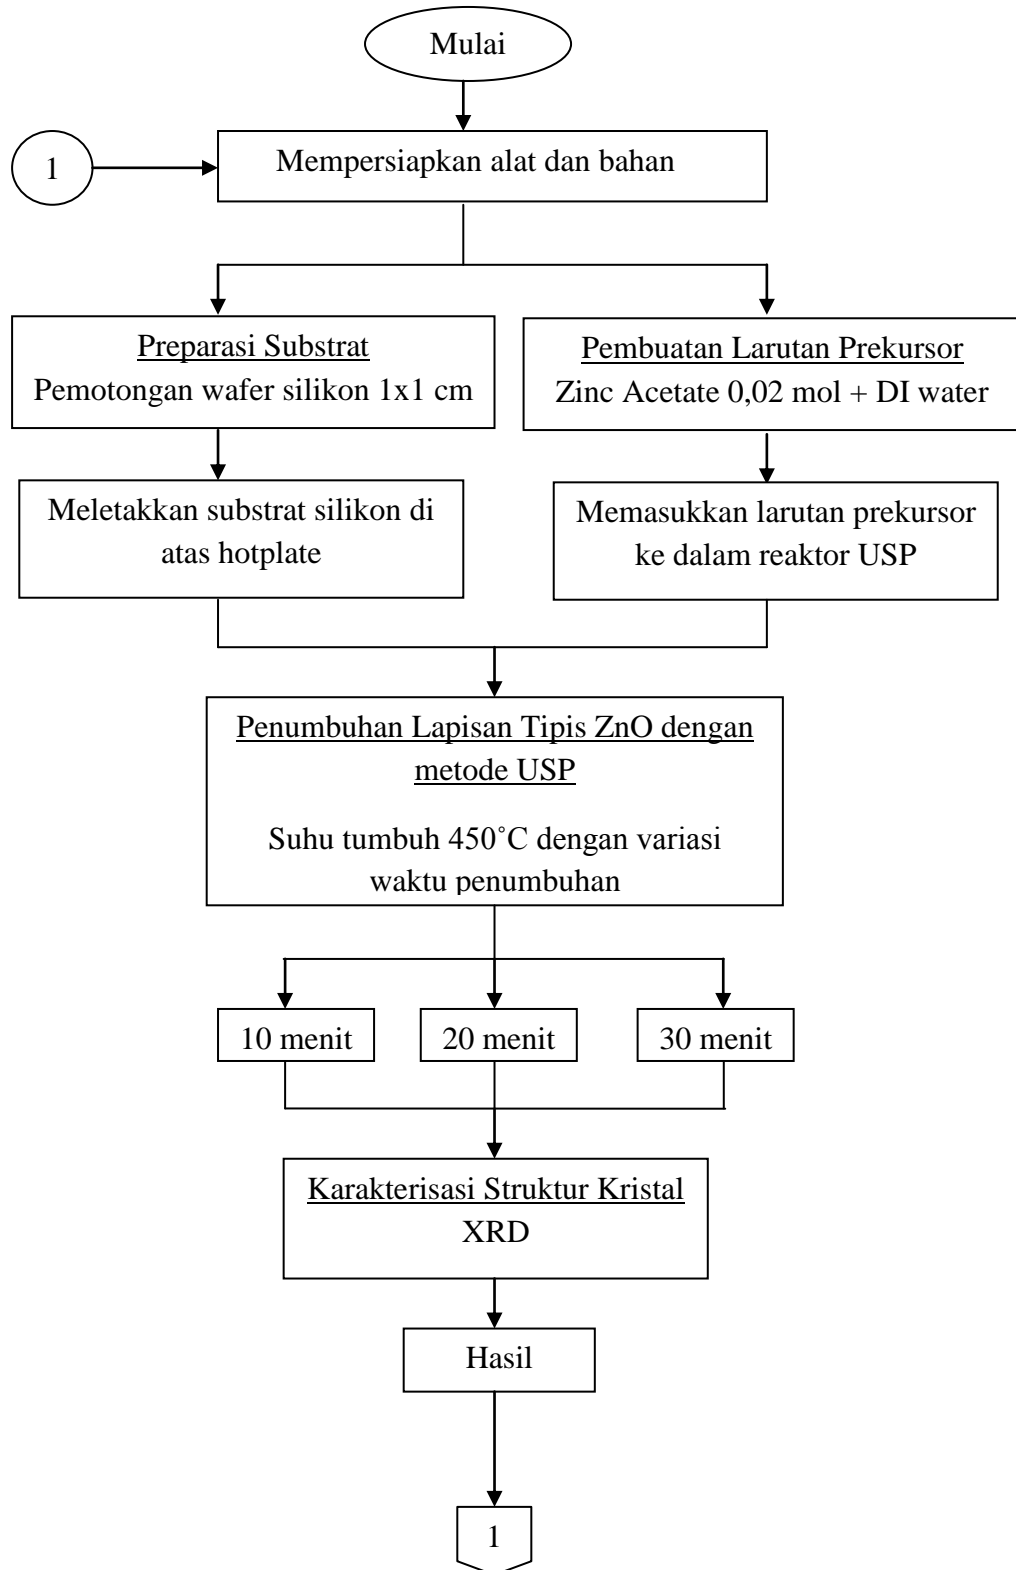 Mulai
1
Mempersiapkan alat dan bahan
Preparasi Substrat
Pemotongan wafer silikon 1x1 cm
Pembuatan Larutan Prekursor
Zinc Acetate 0,02 mol + DI water
Meletakkan substrat silikon di
atas hotplate
Memasukkan larutan prekursor
ke dalam reaktor USP
Penumbuhan Lapisan Tipis ZnO dengan
metode USP
Suhu tumbuh 450˚C dengan variasi
waktu penumbuhan
10 menit
20 menit
30 menit
Karakterisasi Struktur Kristal
XRD
Hasil
1